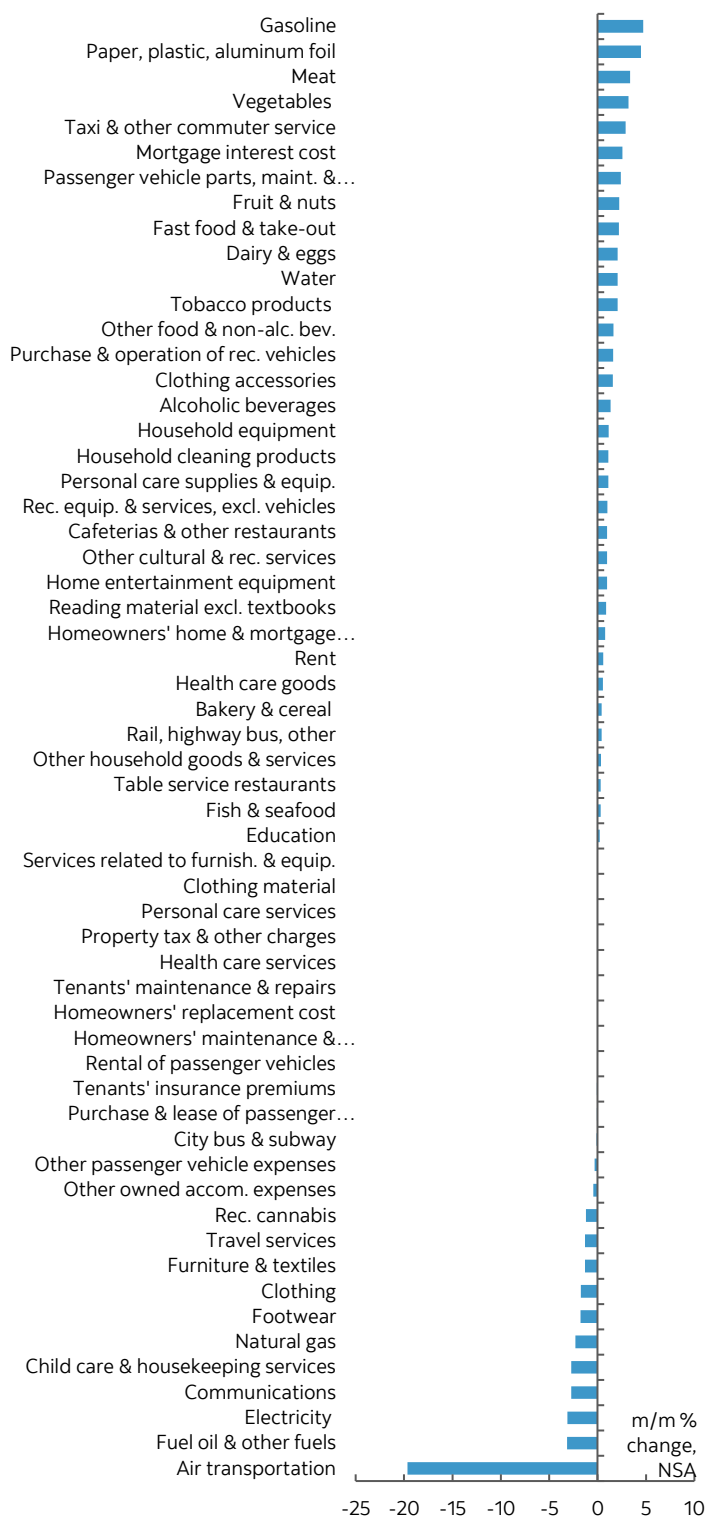 Gasoline
Paper, plastic, aluminum foil
Meat
Vegetables
Taxi & other commuter service
Mortgage interest cost
Passenger vehicle parts, maint. &…
Fruit & nuts
Fast food & take-out
Dairy & eggs
Water
Tobacco products
Other food & non-alc. bev.
Purchase & operation of rec. vehicles
Clothing accessories
Alcoholic beverages
Household equipment
Household cleaning products
Personal care supplies & equip.
Rec. equip. & services, excl. vehicles
Cafeterias & other restaurants
Other cultural & rec. services
Home entertainment equipment
Reading material excl. textbooks
Homeowners' home & mortgage…
Rent
Health care goods
Bakery & cereal
Rail, highway bus, other
Other household goods & services
Table service restaurants
Fish & seafood
Education
Services related to furnish. & equip.
Clothing material
Personal care services
Property tax & other charges
Health care services
Tenants' maintenance & repairs
Homeowners' replacement cost
Homeowners' maintenance &…
Rental of passenger vehicles
Tenants' insurance premiums
Purchase & lease of passenger…
City bus & subway
Other passenger vehicle expenses
Other owned accom. expenses
Rec. cannabis
Travel services
Furniture & textiles
Clothing
Footwear
Natural gas
Child care & housekeeping services
Communications
Electricity
Fuel oil & other fuels
Air transportation
m/m %
change,
NSA
-25 -20 -15 -10 -5 0 5 10